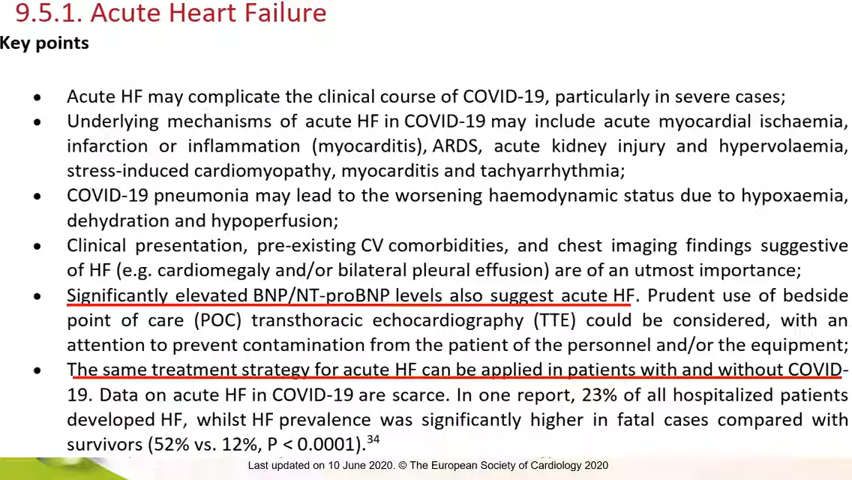 9.5.1. Acute Heart Failure
Key points
• Acute HF may complicate the clinical course of COVID-19, particularly in severe cases;
• Underlying mechanisms of acute HF in COVID-19 may include acute myocardial ischaemia,
infarction or inflammation (myocarditis), ARDS, acute kidney injury and hypervolaemia,
stress-induced cardiomyopathy, myocarditis and tachyarrhythmia;
• COVID-19 pneumonia may lead to the worsening haemodynamic status due to hypoxaemia,
dehydration and hypoperfusion;
• Clinical presentation, pre-existing CV comorbidities, and chest imaging findings suggestive
of HF (e.g. cardiomegaly and/or bilateral pleural effusion) are of an utmost importance;
• Significantly elevated BNP/NT-proBNP levels also suggest acute HF. Prudent use of bedside
point of care (POC) transthoracic echocardiography (TTE) could be considered, with an
attention to prevent contamination from the patient of the personnel and/or the equipment;
• The same treatment strategy for acute HF can be applied in patients with and without COVID-
19. Data on acute HF in COVID-19 are scarce. In one report, 23% of all hospitalized patients
developed HF, whilst HF prevalence was significantly higher in fatal cases compared with
survivors (52% vs. 12%, P < 0.0001).³⁴
Last updated on 10 June 2020. © The European Society of Cardiology 2020